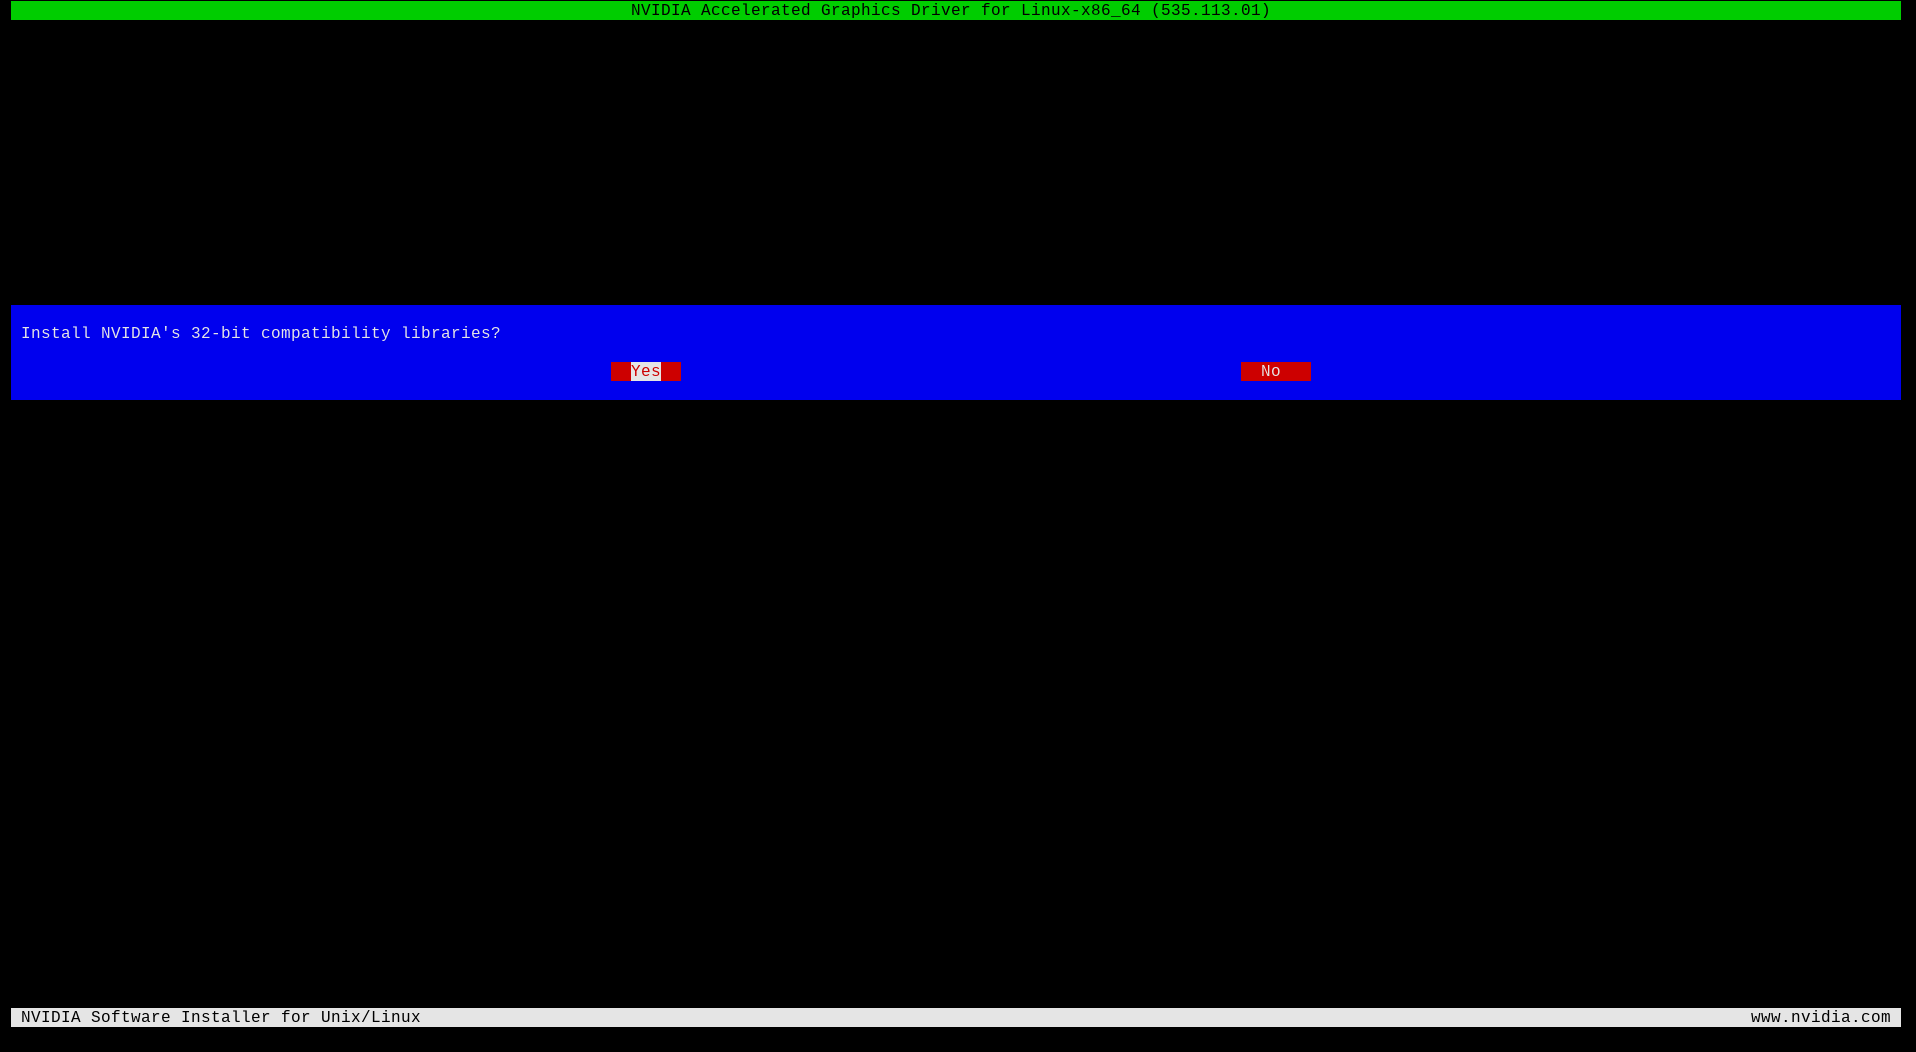 NVIDIA Accelerated Graphics Driver for Linux-x86_64 (535.113.01)
Install NVIDIA's 32-bit compatibility libraries?
Yes No
NVIDIA Software Installer for Unix/Linux www.nvidia.com